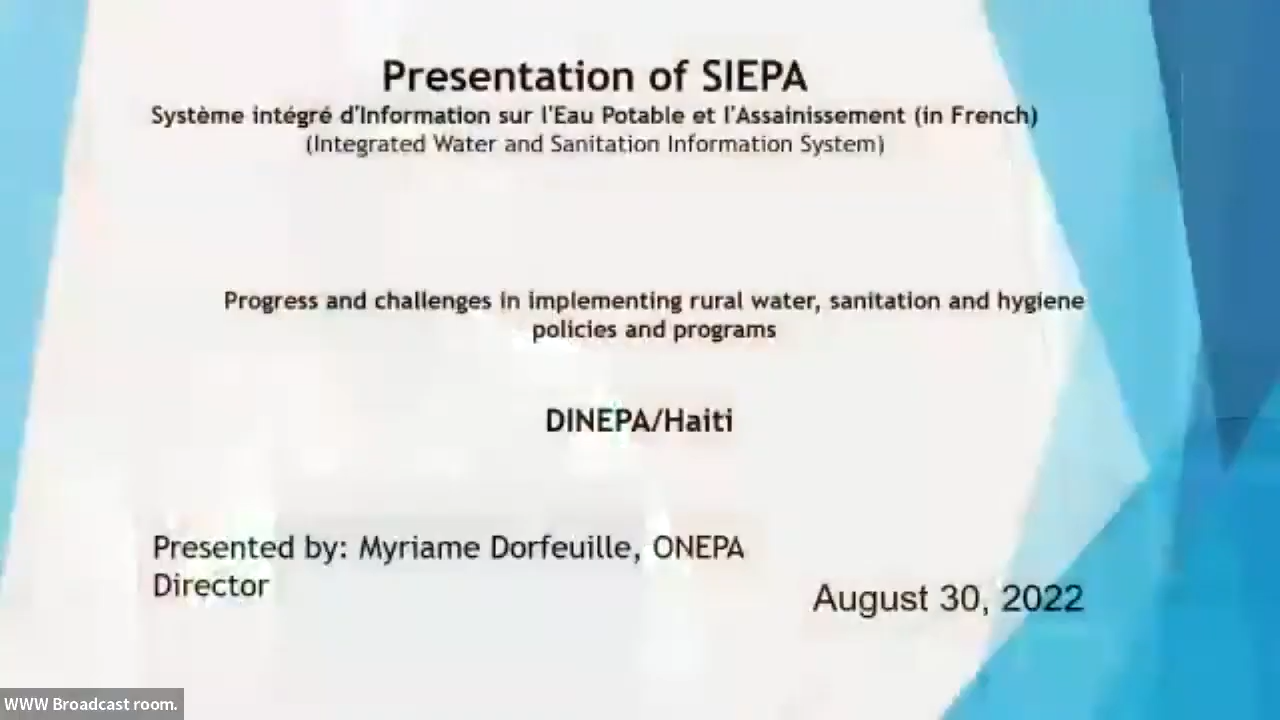 Presentation of SIEPA
Système intégré d'Information sur l'Eau Potable et l'Assainissement (in French)
(Integrated Water and Sanitation Information System)
Progress and challenges in implementing rural water, sanitation and hygiene
policies and programs
DINEPA/Haiti
Presented by: Myriame Dorfeuille, ONEPA
Director
August 30, 2022
WWW Broadcast room.